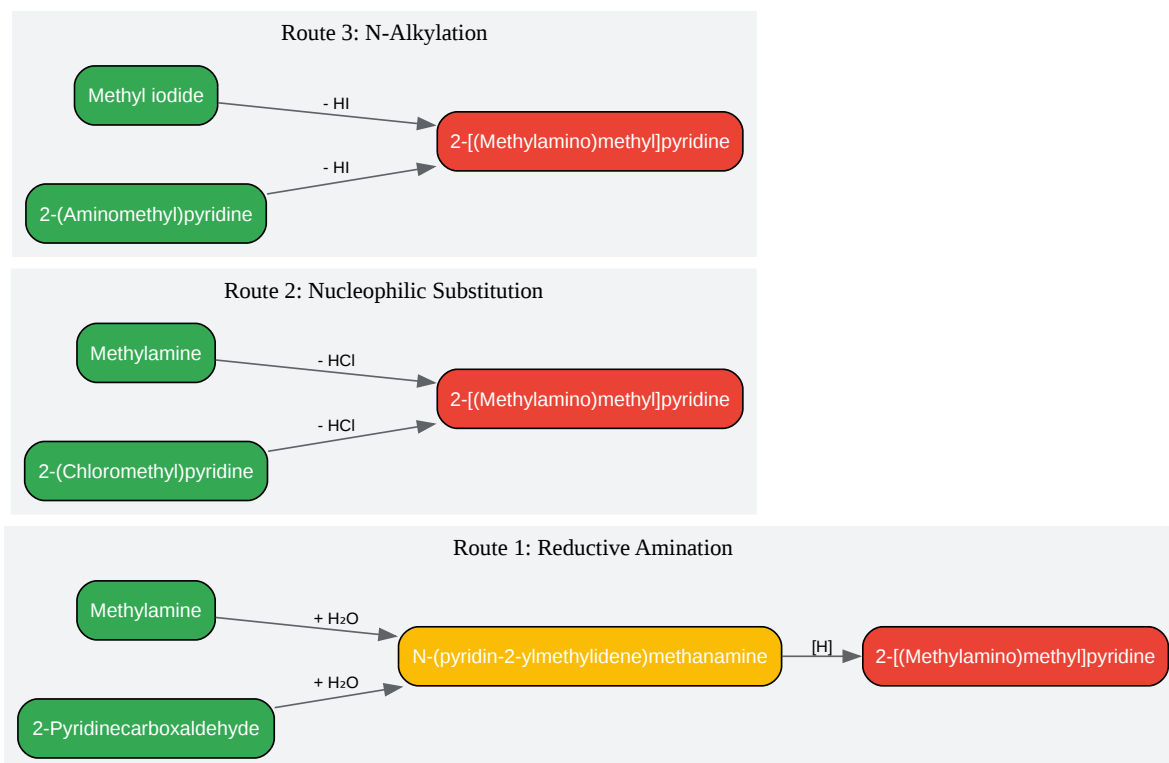 Route 3: N-Alkylation
Methyl iodide
- HI
2-[(Methylamino)methyl]pyridine
- HI
2-(Aminomethyl)pyridine
Route 2: Nucleophilic Substitution
Methylamine
- HCl
2-[(Methylamino)methyl]pyridine
- HCl
2-(Chloromethyl)pyridine
Route 1: Reductive Amination
Methylamine
+ H₂O
N-(pyridin-2-ylmethylidene)methanamine
[H]
2-[(Methylamino)methyl]pyridine
+ H₂O
2-Pyridinecarboxaldehyde